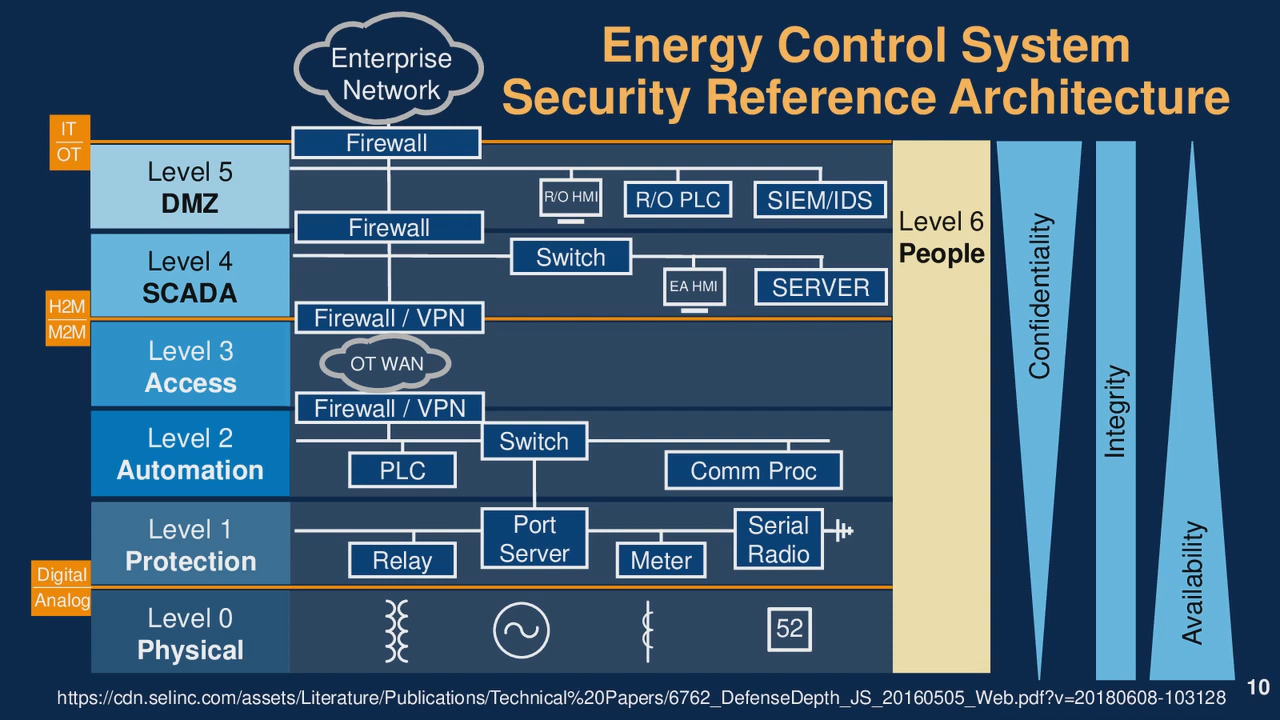 Energy Control System
Security Reference Architecture
Enterprise
Network
IT
OT
Firewall
Level 5
DMZ
R/O HMI
R/O PLC
SIEM/IDS
Firewall
Level 4
SCADA
Switch
EA HMI
SERVER
H2M
M2M
Firewall / VPN
Level 3
Access
OT WAN
Firewall / VPN
Level 2
Automation
Switch
PLC
Comm Proc
Level 1
Protection
Port
Server
Relay
Meter
Serial
Radio
Digital
Analog
Level 0
Physical
52
Level 6
People
Confidentiality
Integrity
Availability
https://cdn.selinc.com/assets/Literature/Publications/Technical%20Papers/6762_DefenseDepth_JS_20160505_Web.pdf?v=20180608-103128
10